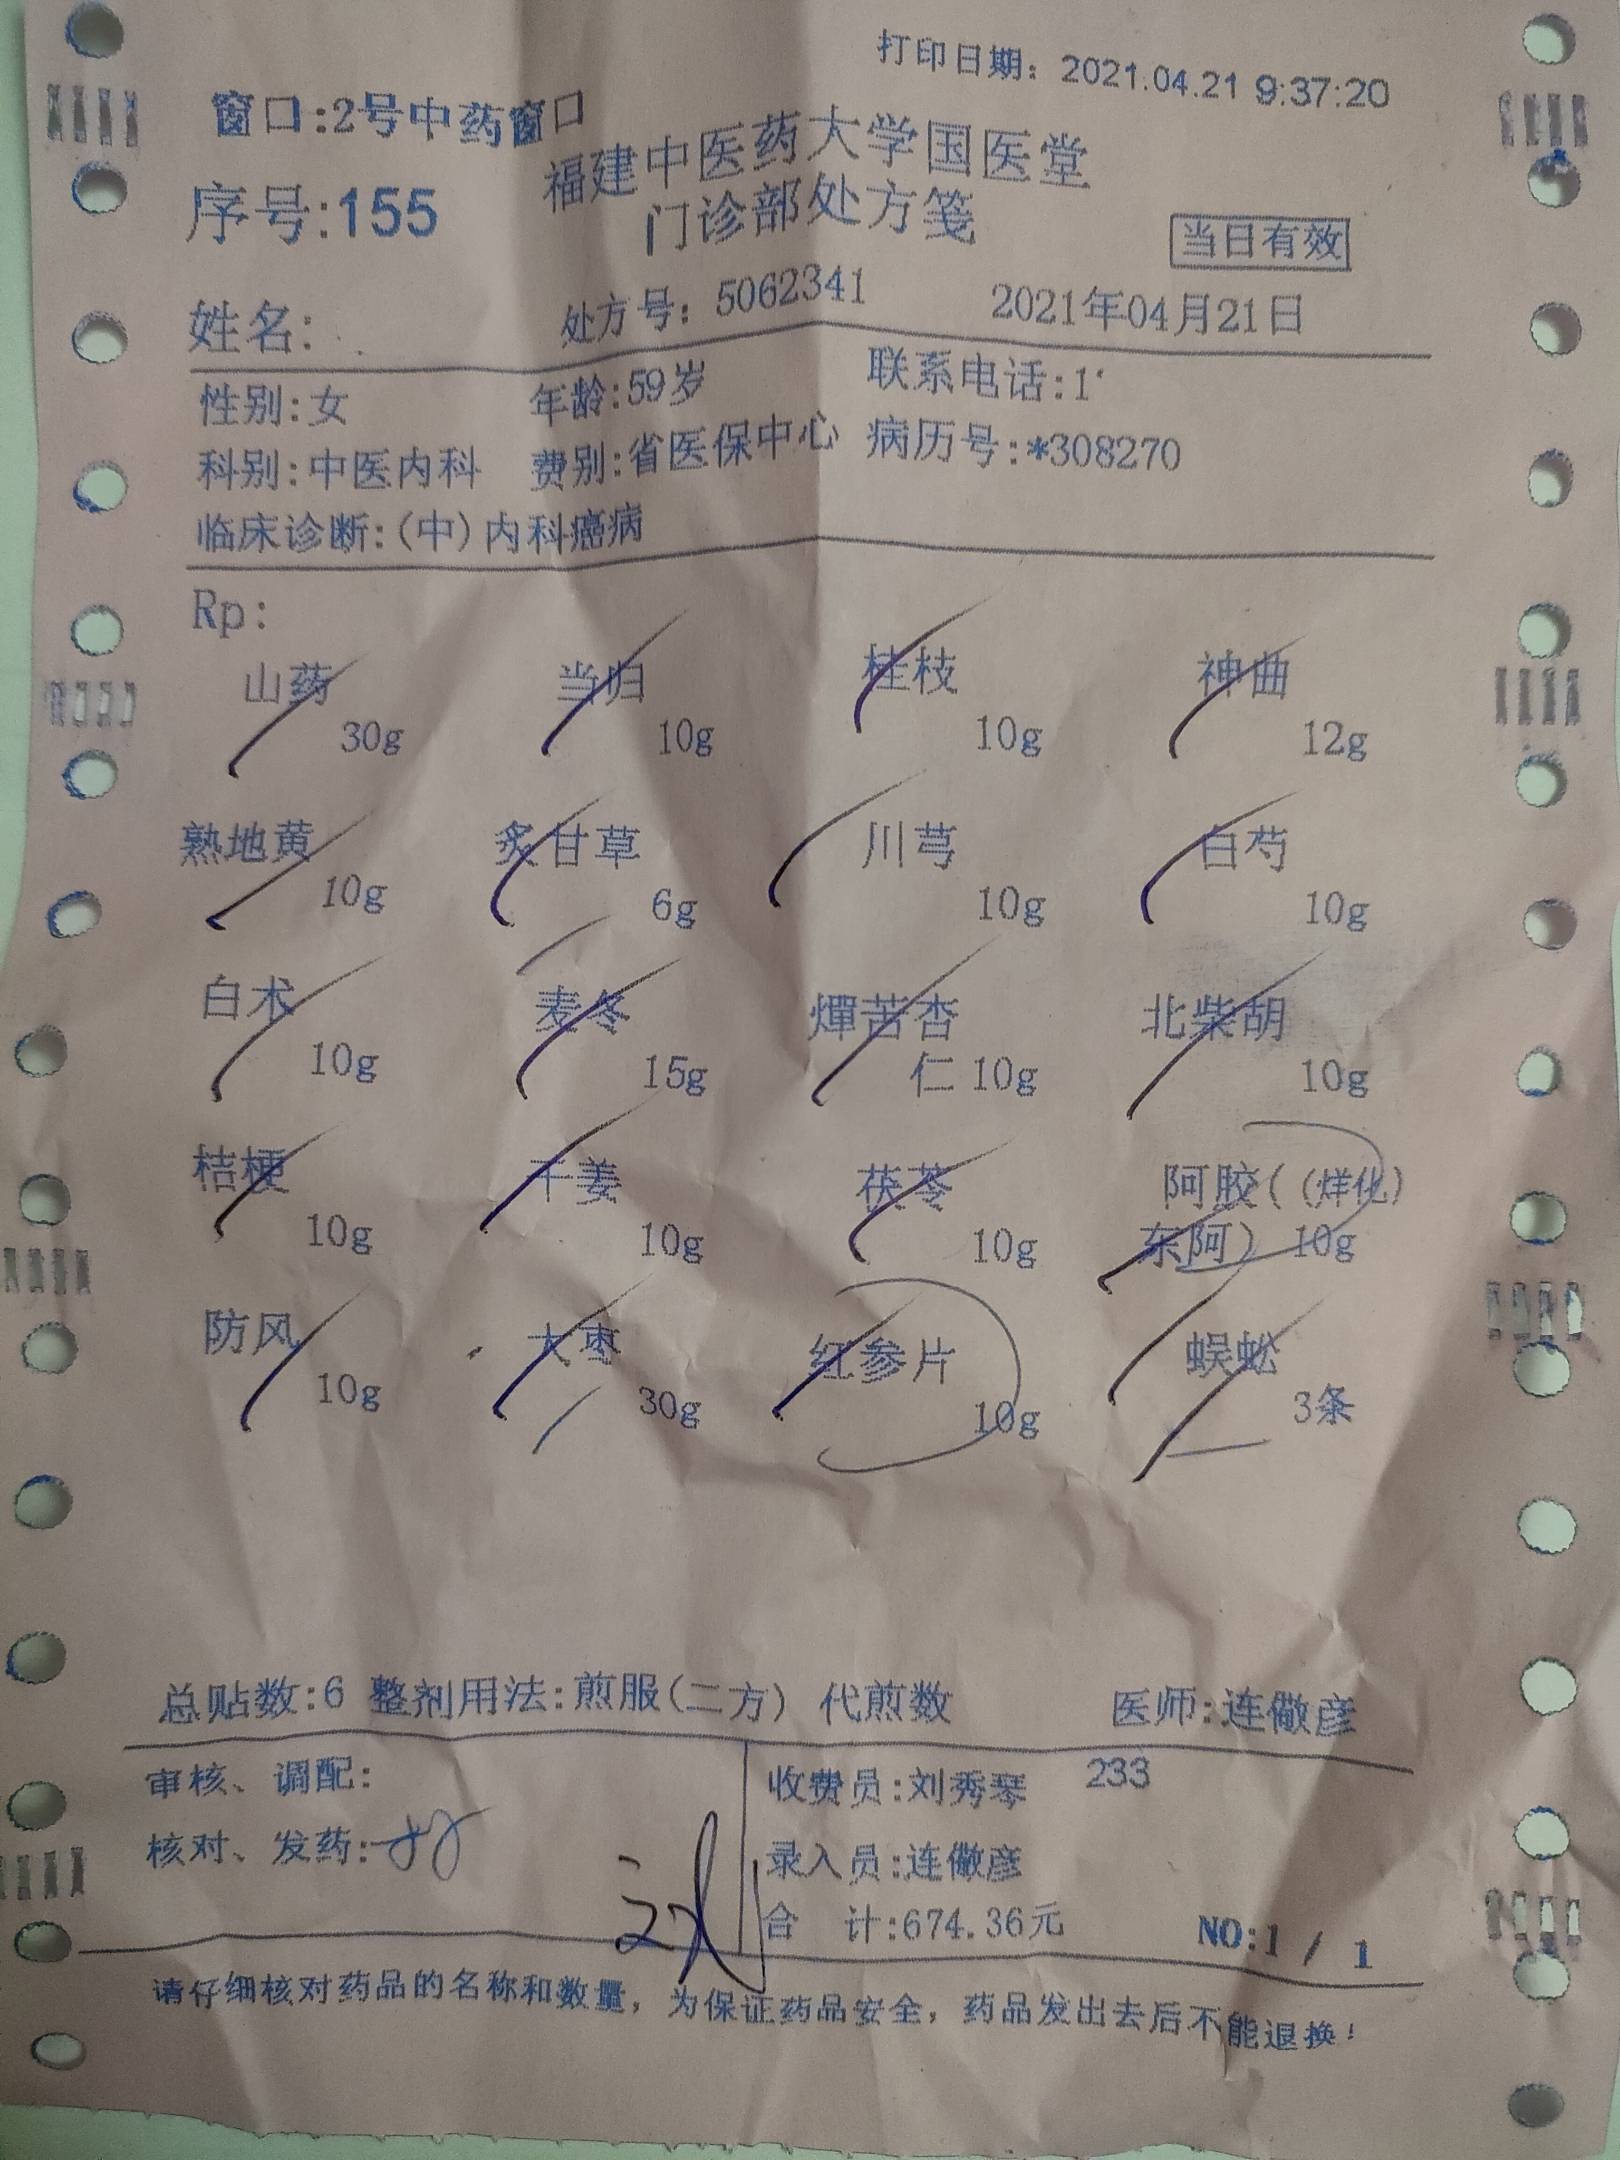 打印日期：2021.04.21 9:37:20
窗口:2号中药窗口
福建中医药大学国医堂
序号:155
门诊部处方笺
当日有效
姓名: 处方号：5062341 2021年04月21日
性别:女 年龄:59岁 联系电话:1
科别:中医内科 费别:省医保中心 病历号:*308270
临床诊断:(中)内科癌病
Rp:
山药 当归 桂枝 神曲
30g 10g 10g 12g
熟地黄 炙甘草 川芎 白芍
10g 6g 10g 10g
白术 麦冬 燀苦杏 北柴胡
10g 15g 仁 10g 10g
桔梗 干姜 茯苓 阿胶((烊化)
10g 10g 10g 东阿) 10g
防风 大枣 红参片 蜈蚣
10g 30g 10g 3条
总贴数:6 整剂用法:煎服(二方) 代煎数 医师:连儆彦
审核、调配: 收费员:刘秀琴 233
核对、发药: 录入员:连儆彦
合 计:674.36元 NO:1 / 1
请仔细核对药品的名称和数量，为保证药品安全，药品发出去后不能退换！